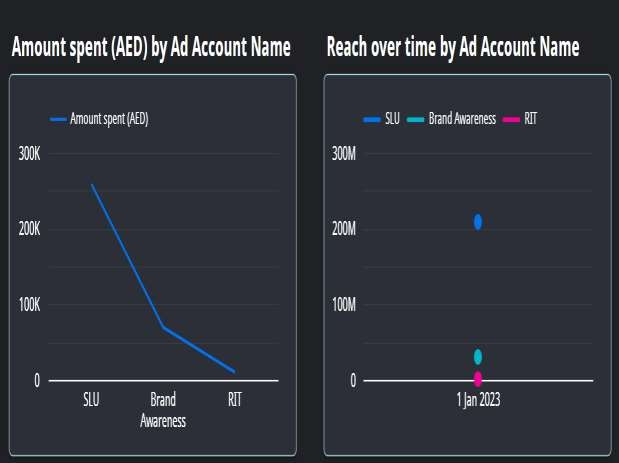 Amount spent (AED) by Ad Account Name
Amount spent (AED)
300K
200K
100K
0
SLU
Brand
Awareness
RIT
Reach over time by Ad Account Name
SLU Brand Awareness RIT
300M
200M
100M
0
1 Jan 2023